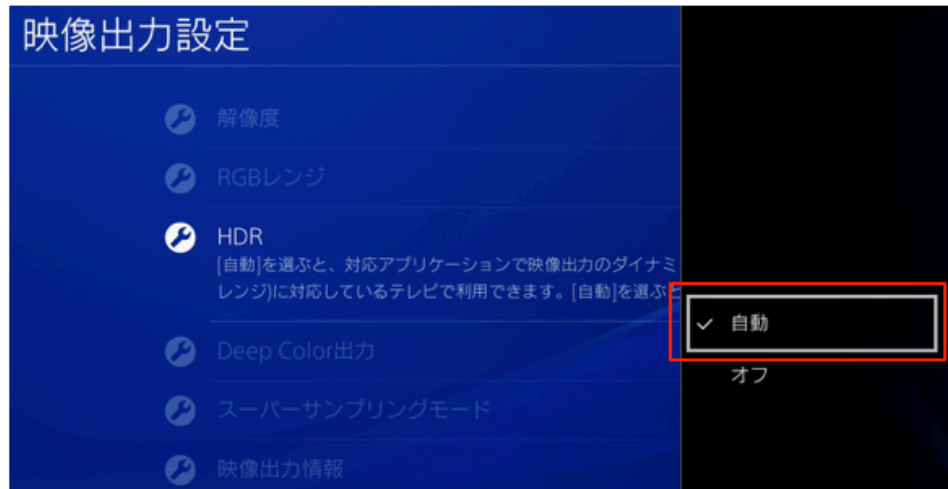 映像出力設定
解像度
RGBレンジ
HDR
[自動]を選ぶと、対応アプリケーションで映像出力のダイナミ
レンジ)に対応しているテレビで利用できます。[自動]を選ぶと
自動
オフ
Deep Color出力
スーパーサンプリングモード
映像出力情報